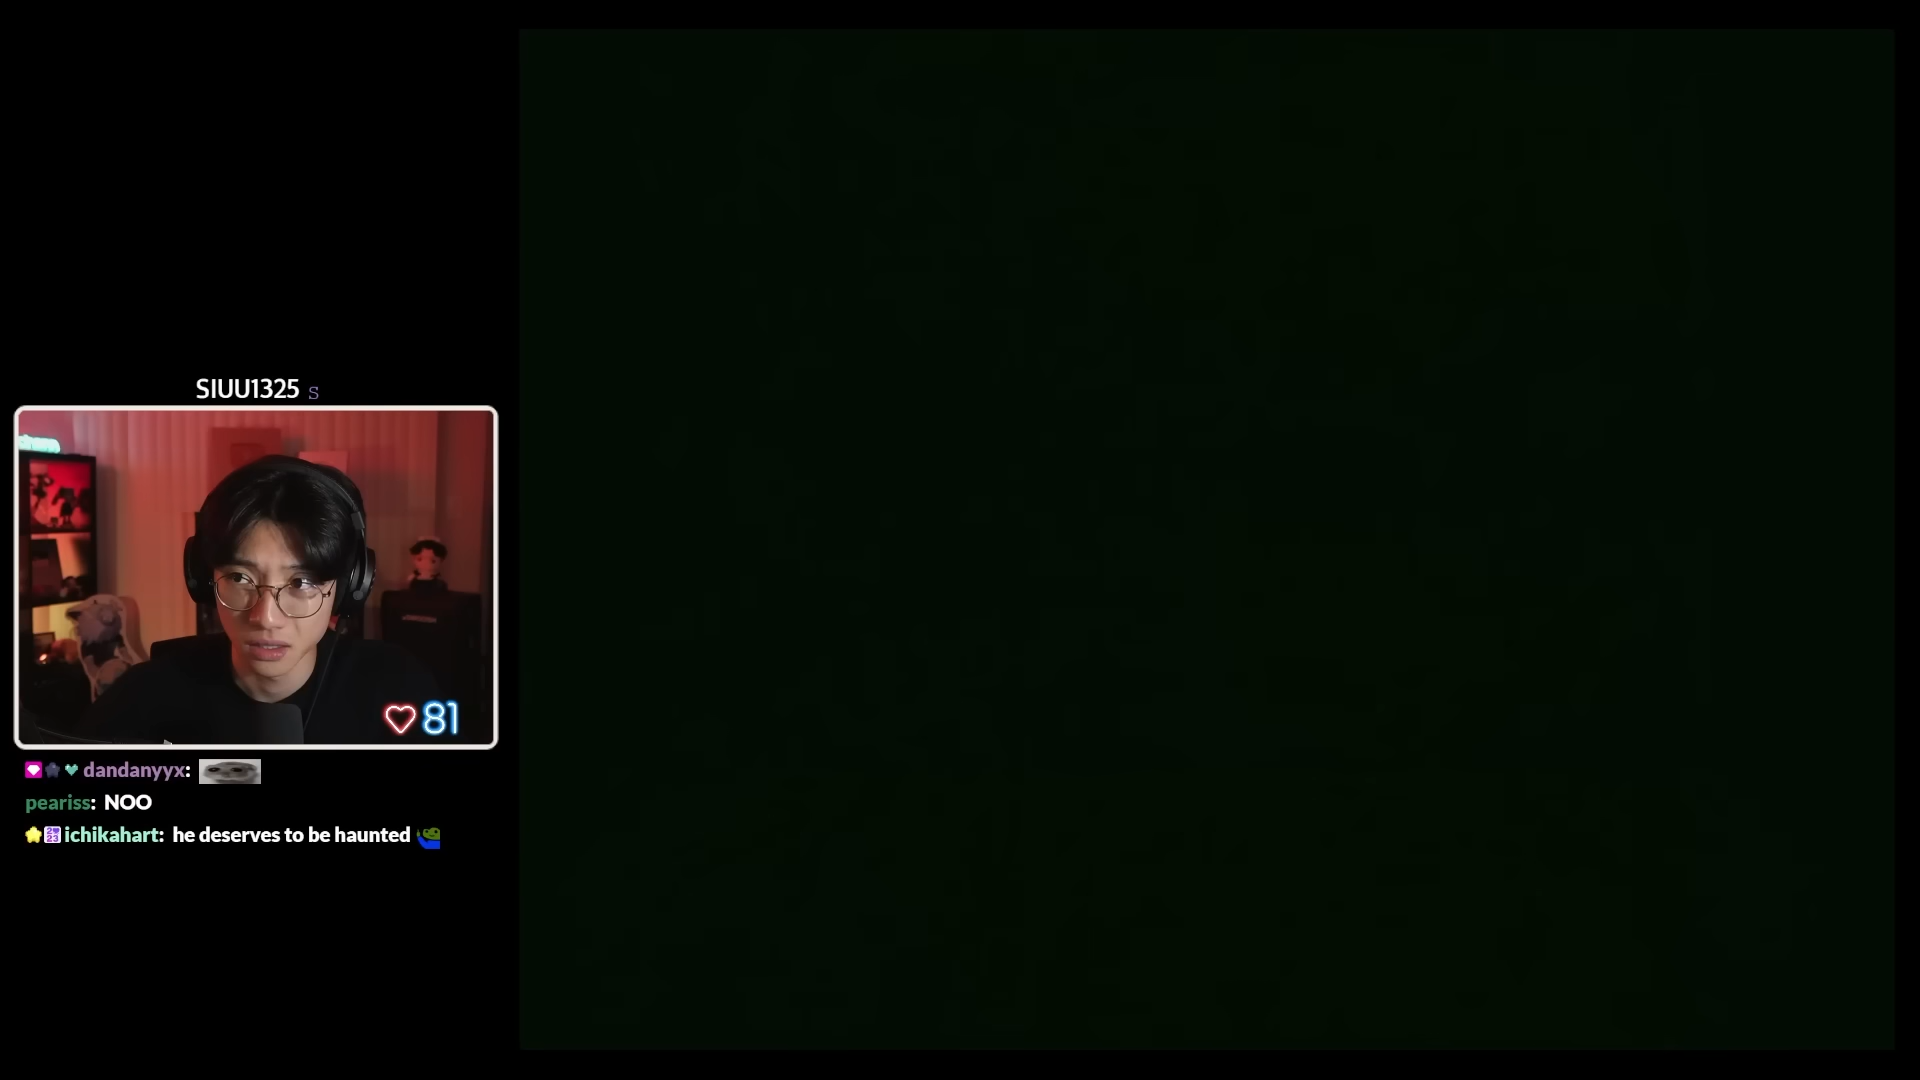 SIUU1325 s
81
dandanyyx:
peariss: NOO
ichikahart: he deserves to be haunted